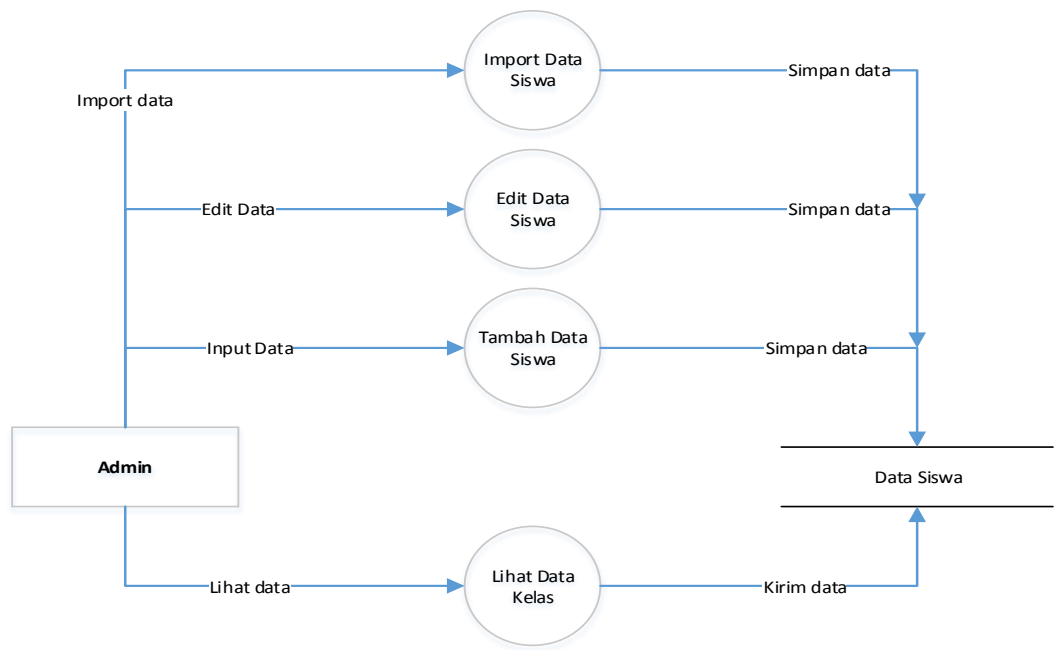 Import Data
Siswa
Simpan data
Import data
Edit Data
Edit Data
Siswa
Simpan data
Input Data
Tambah Data
Siswa
Simpan data
Admin
Data Siswa
Lihat data
Lihat Data
Kelas
Kirim data